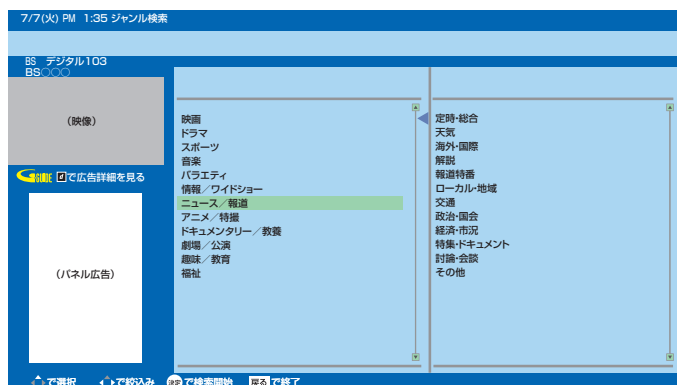 7/7(火) PM 1:35 ジャンル検索
BS デジタル103
BS○○○
(映像)
GGUIDE dで広告詳細を見る
(パネル広告)
映画
ドラマ
スポーツ
音楽
バラエティ
情報／ワイドショー
ニュース／報道
アニメ／特撮
ドキュメンタリー／教養
劇場／公演
趣味／教育
福祉
定時・総合
天気
海外・国際
解説
報道特番
ローカル・地域
交通
政治・国会
経済・市況
特集・ドキュメント
討論・会談
その他
で選択 で絞込み 決定で検索開始 戻るで終了